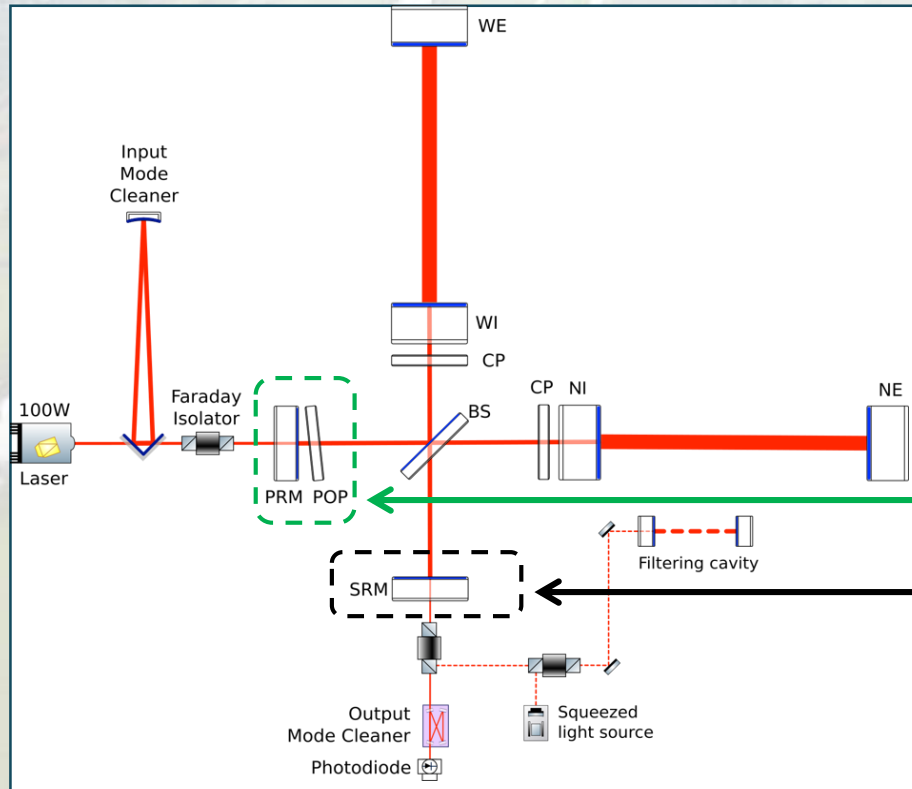 WE
Input
Mode
Cleaner
WI
CP
Faraday
Isolator
BS
CP
NI
NE
100W
Laser
PRM
POP
Filtering cavity
SRM
Output
Mode Cleaner
Squeezed
light source
Photodiode